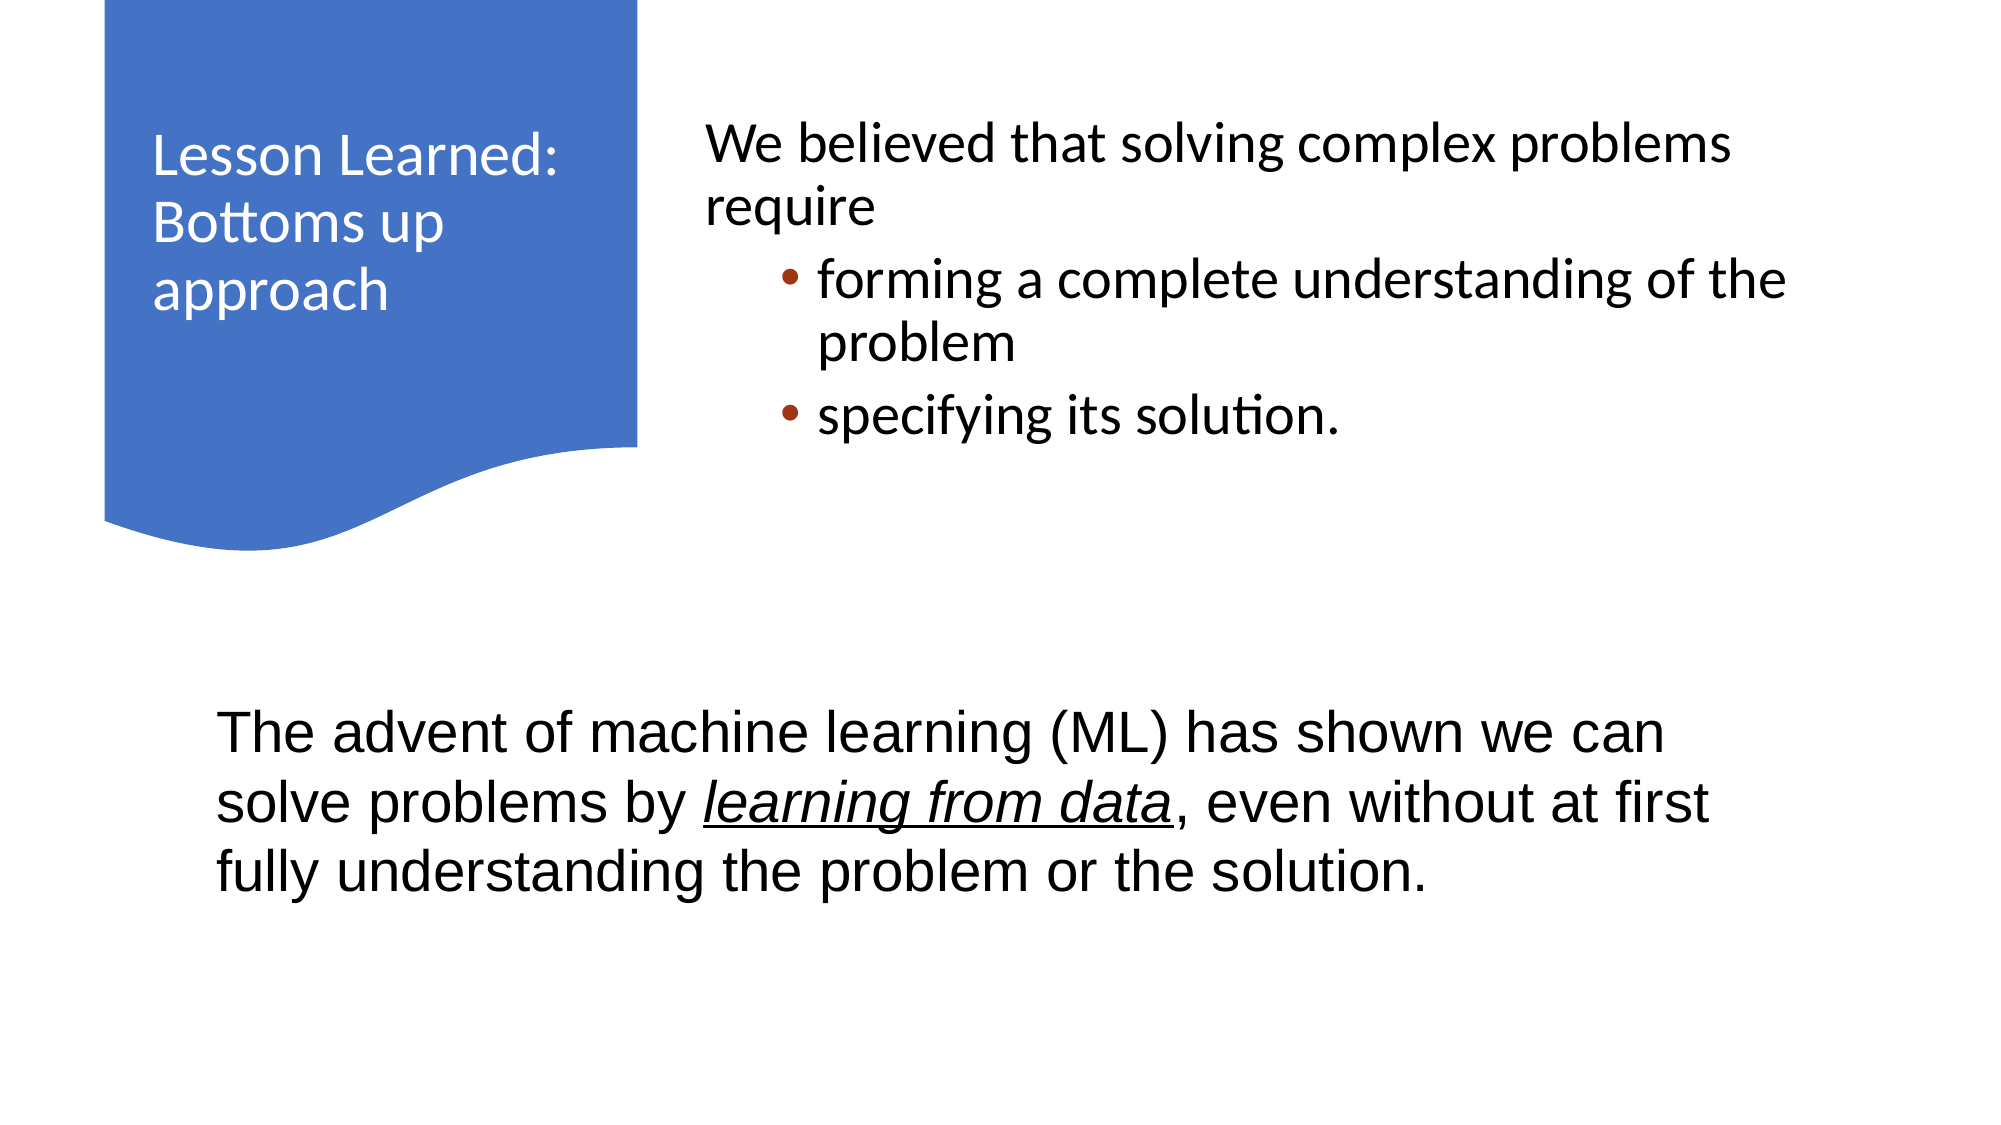 Lesson Learned:
Bottoms up
approach
We believed that solving complex problems
require
• forming a complete understanding of the
problem
• specifying its solution.
The advent of machine learning (ML) has shown we can
solve problems by learning from data, even without at first
fully understanding the problem or the solution.